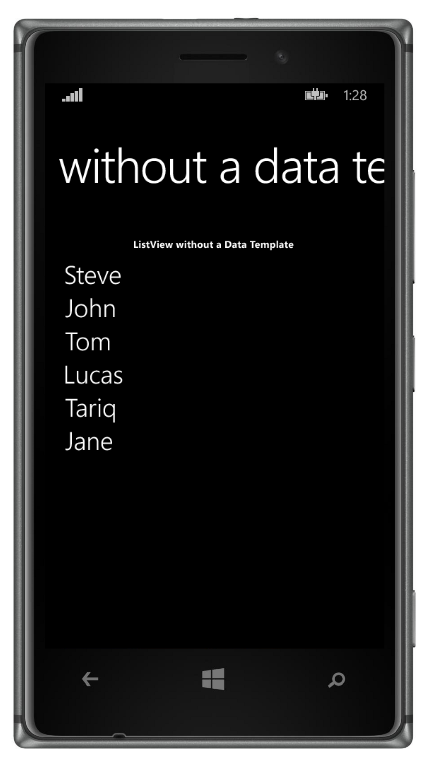 1:28
without a data te
ListView without a Data Template
Steve
John
Tom
Lucas
Tariq
Jane